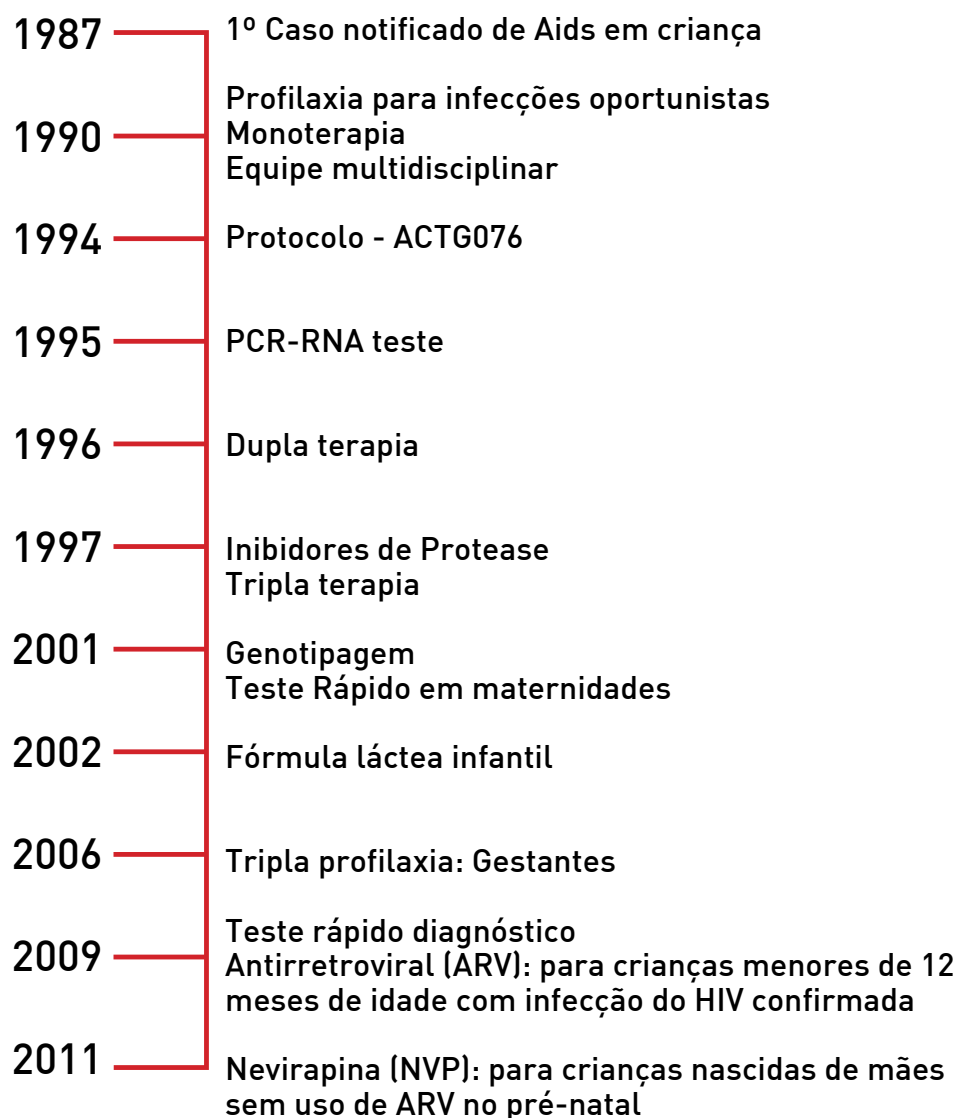 1987 1º Caso notificado de Aids em criança
Profilaxia para infecções oportunistas
1990 Monoterapia
Equipe multidisciplinar
1994 Protocolo - ACTG076
1995 PCR-RNA teste
1996 Dupla terapia
1997 Inibidores de Protease
Tripla terapia
2001 Genotipagem
Teste Rápido em maternidades
2002 Fórmula láctea infantil
2006 Tripla profilaxia: Gestantes
Teste rápido diagnóstico
2009 Antirretroviral (ARV): para crianças menores de 12
meses de idade com infecção do HIV confirmada
2011 Nevirapina (NVP): para crianças nascidas de mães
sem uso de ARV no pré-natal